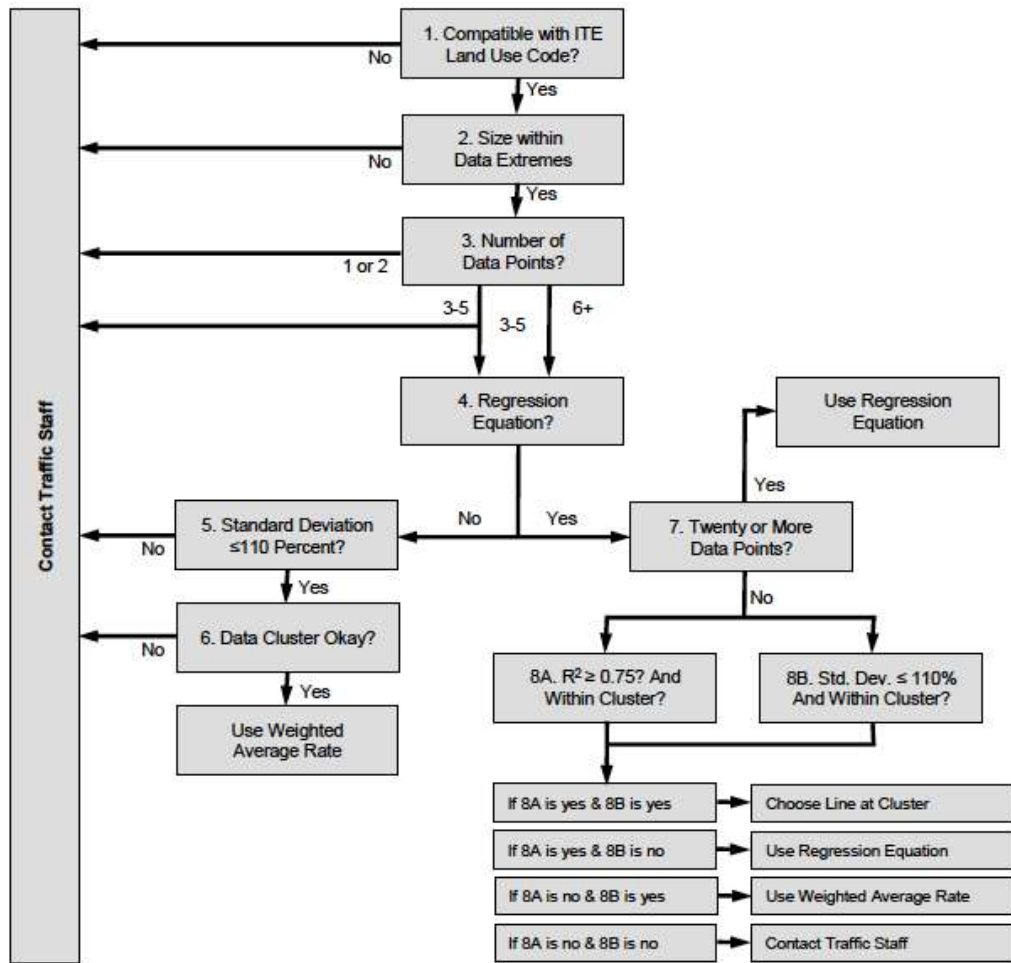 Contact Traffic Staff
1. Compatible with ITE
Land Use Code?
No
Yes
2. Size within
Data Extremes
No
Yes
3. Number of
Data Points?
1 or 2
3-5
3-5
6+
4. Regression
Equation?
Use Regression
Equation
Yes
No
Yes
5. Standard Deviation
≤110 Percent?
7. Twenty or More
Data Points?
No
Yes
No
6. Data Cluster Okay?
No
Yes
8A. R² ≥ 0.75? And
Within Cluster?
8B. Std. Dev. ≤ 110%
And Within Cluster?
Use Weighted
Average Rate
If 8A is yes & 8B is yes
Choose Line at Cluster
If 8A is yes & 8B is no
Use Regression Equation
If 8A is no & 8B is yes
Use Weighted Average Rate
If 8A is no & 8B is no
Contact Traffic Staff